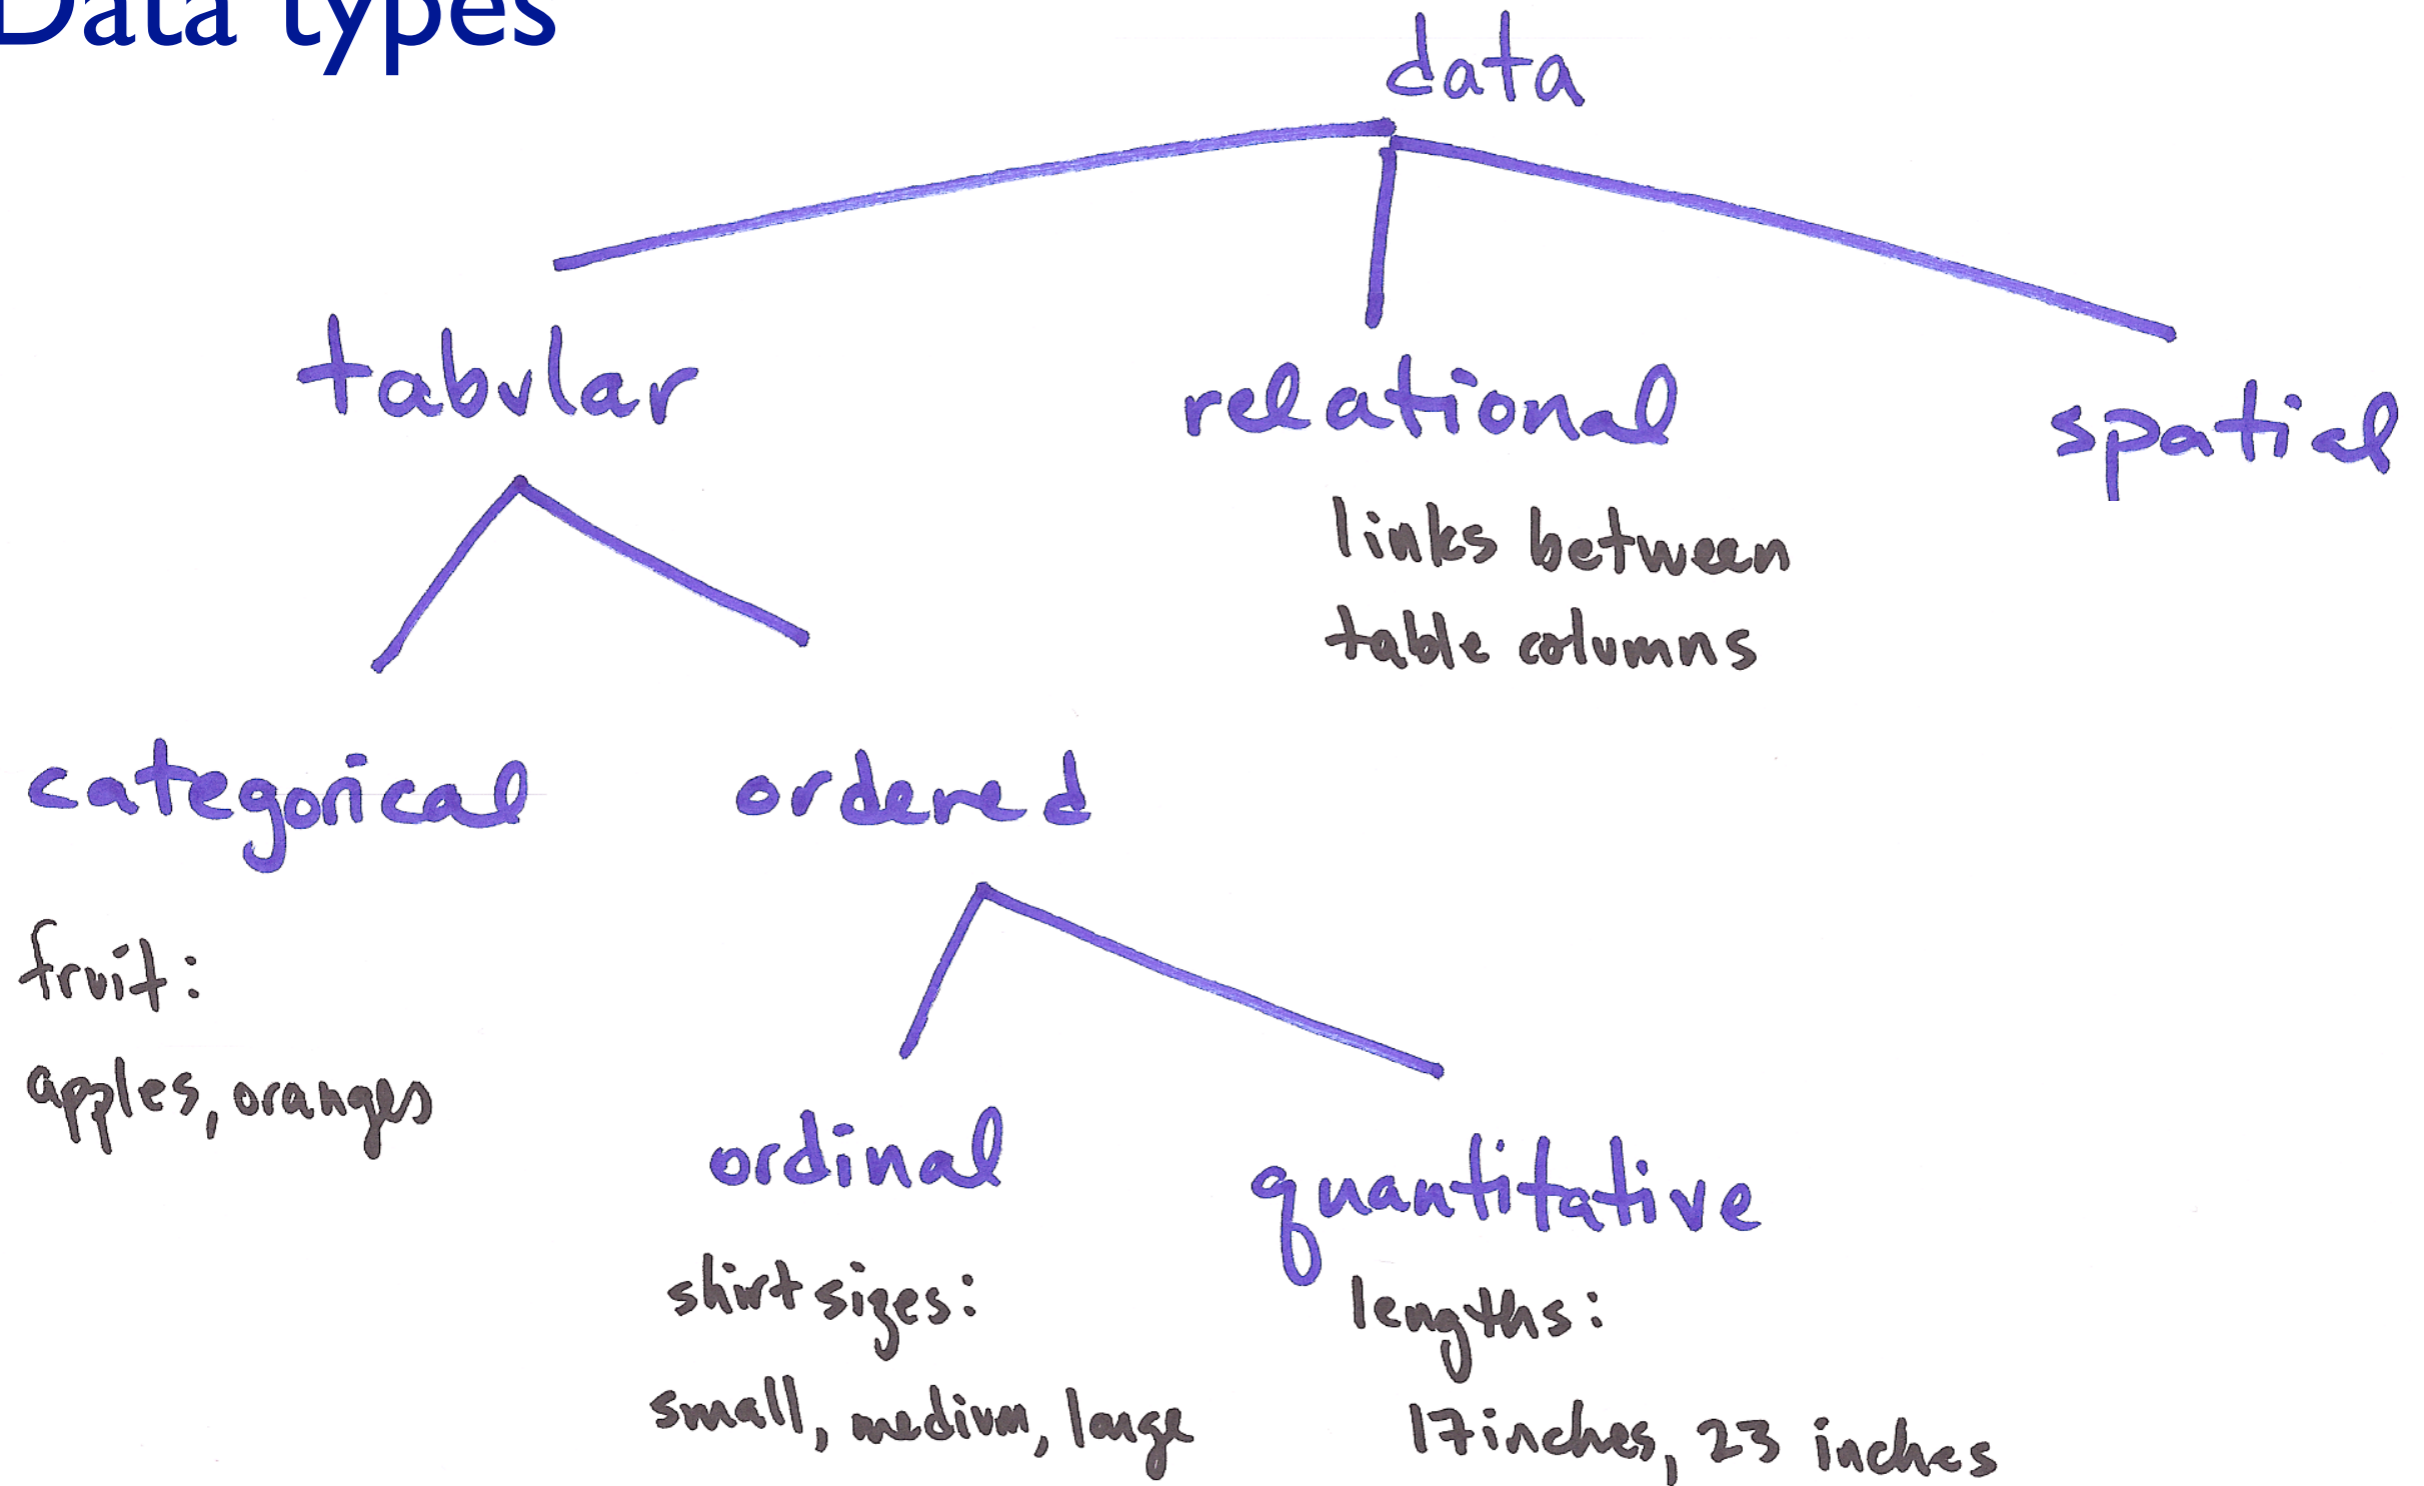 Data types
data
tabular
relational
spatial
links between
table columns
categorical
ordered
fruit:
apples, oranges
ordinal
quantitative
shirt sizes:
small, medium, large
lengths:
17 inches, 23 inches